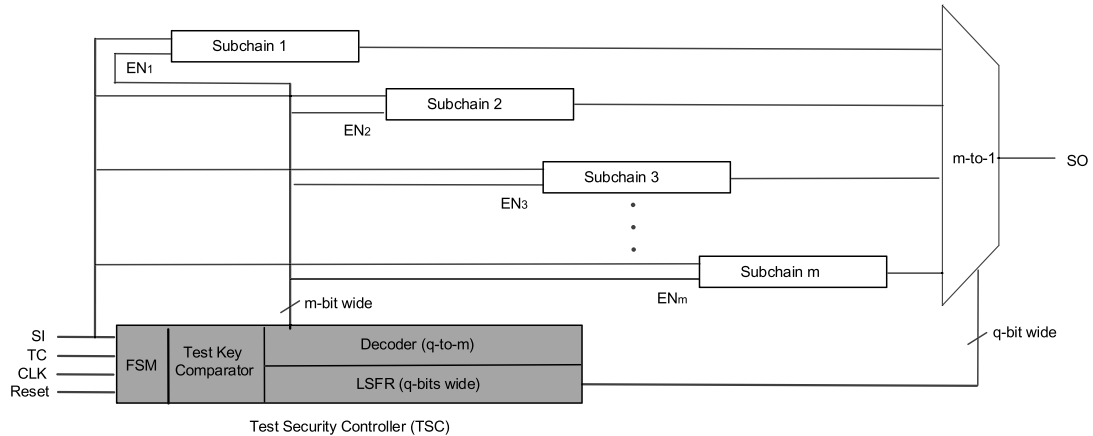 Subchain 1
EN1
Subchain 2
EN2
m-to-1
SO
Subchain 3
EN3
Subchain m
ENm
m-bit wide
q-bit wide
SI
TC
CLK
Reset
FSM
Test Key
Comparator
Decoder (q-to-m)
LSFR (q-bits wide)
Test Security Controller (TSC)